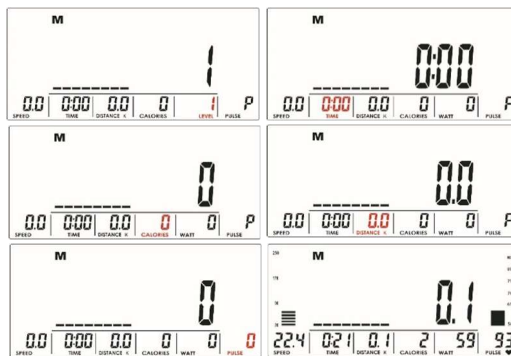 M
1
0.0 0:00 0.0 0 1 P
SPEED TIME DISTANCE K CALORIES LEVEL PULSE
M
0:00
0.0 0:00 0.0 0 0 P
SPEED TIME DISTANCE K CALORIES WATT PULSE
M
0
0.0 0:00 0.0 0 0 P
SPEED TIME DISTANCE K CALORIES WATT PULSE
M
0.0
0.0 0:00 0.0 0 0 P
SPEED TIME DISTANCE K CALORIES WATT PULSE
M
0
0.0 0:00 0.0 0 0 0
SPEED TIME DISTANCE K CALORIES WATT PULSE
M
0.1
22.4 0:21 0.1 2 59 93
SPEED TIME DISTANCE K CALORIES WATT PULSE